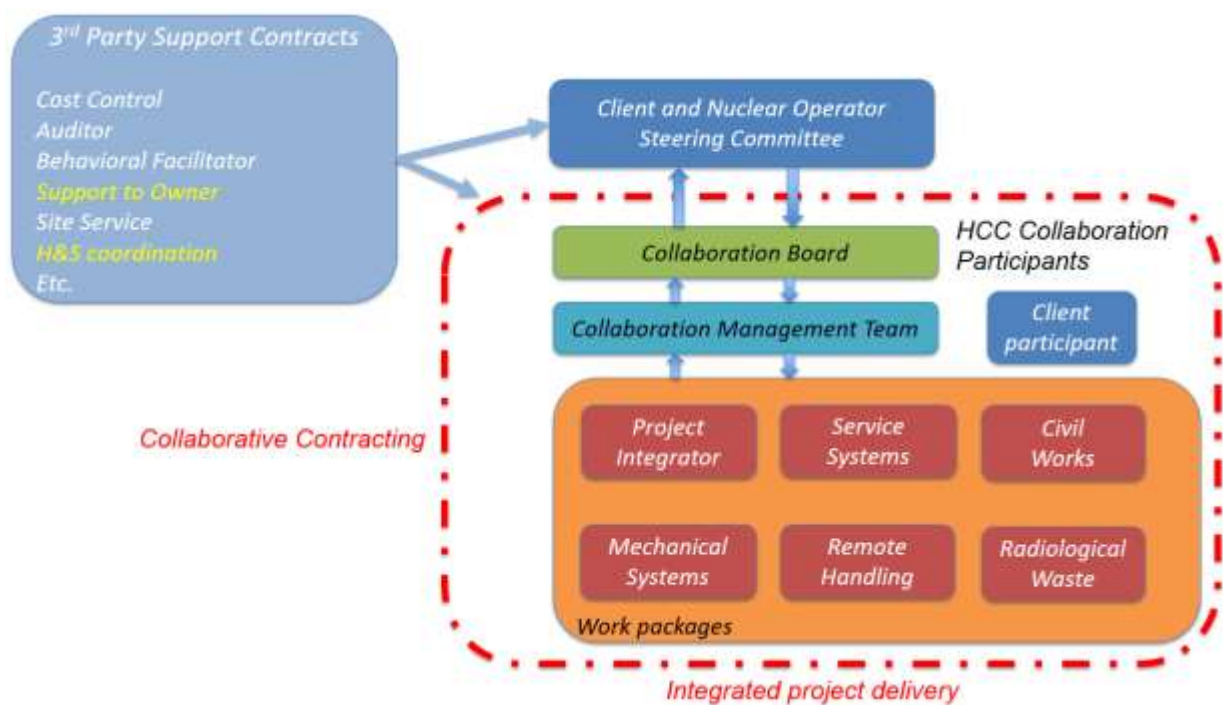 3rd Party Support Contracts
Cost Control
Auditor
Behavioral Facilitator
Support to Owner
Site Service
H&S coordination
Etc.
Client and Nuclear Operator
Steering Committee
Collaboration Board
HCC Collaboration
Participants
Collaboration Management Team
Client
participant
Project
Integrator
Service
Systems
Civil
Works
Collaborative Contracting
Mechanical
Systems
Remote
Handling
Radiological
Waste
Work packages
Integrated project delivery